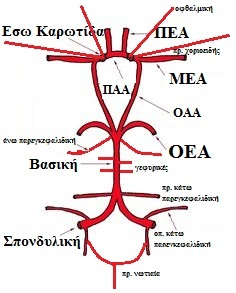 οφθαλμική
Εσω Καρωτίδα
ΠΕΑ
πρ. χοριοειδής
ΜΕΑ
ΠΑΑ
ΟΑΑ
άνω παρεγκεφαλιδική
ΟΕΑ
Βασική
γεφυρικές
πρ. κάτω
παρεγκεφαλιδική
Σπονδυλική
οπ. κάτω
παρεγκεφαλιδική
πρ. νωτιαία